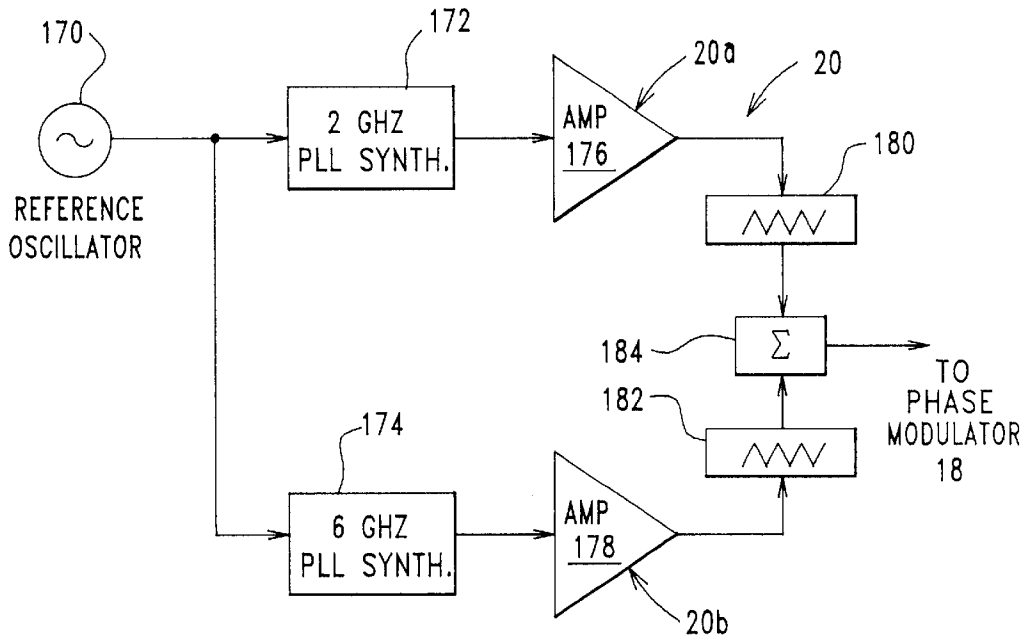 170
172
20a
20
2 GHZ
PLL SYNTH.
AMP
176
180
REFERENCE
OSCILLATOR
184
Σ
TO
PHASE
MODULATOR
18
182
174
6 GHZ
PLL SYNTH.
AMP
178
20b